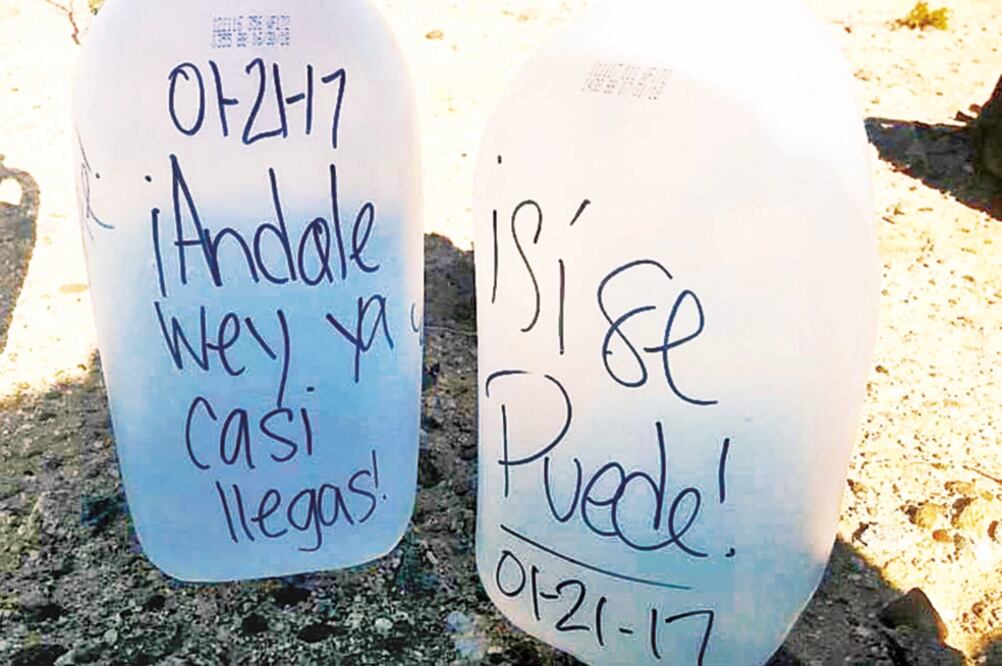 01-21-17
¡Andale
wey ya
casi
llegas!
¡Sí Se
Puede!
01-21-17